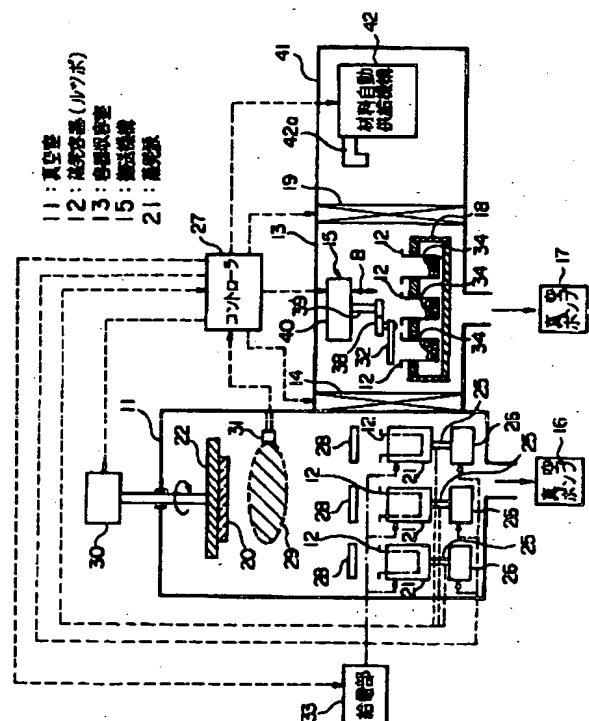 11：真空室
12：蒸発容器(ルツボ)
13：容器収容室
15：搬送機構
21：蒸発源
27
コントローラ
41
42
材料自動
供給機構
42a
19
13
15
B
40
39
38
32
12
12
12
12
18
34
34
34
14
17
真空
ポンプ
11
22
30
20
31
29
28
28
28
12
12
12
21
21
21
25
25
25
26
26
26
16
真空
ポンプ
33
給電部